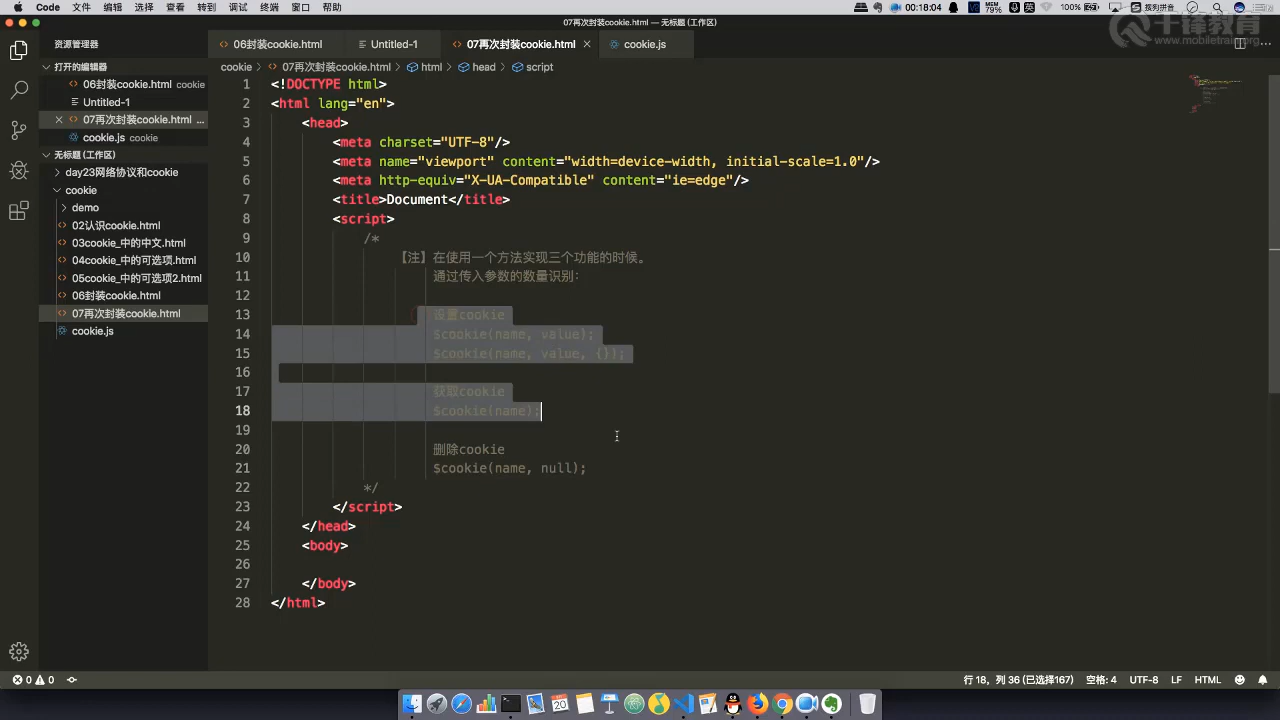 Code 文件 编辑 选择 查看 转到 调试 终端 窗口 帮助
00:18:04
MEM 79%
英
100%
搜狗拼音
千锋教育
www.mobiletrain.org
07再次封装cookie.html — 无标题 (工作区)
资源管理器
打开的编辑器
06封装cookie.html cookie
Untitled-1
07再次封装cookie.html ...
cookie.js cookie
无标题 (工作区)
day23网络协议和cookie
cookie
demo
02认识cookie.html
03cookie_中的中文.html
04cookie_中的可选项.html
05cookie_中的可选项2.html
06封装cookie.html
07再次封装cookie.html
cookie.js
06封装cookie.html Untitled-1 07再次封装cookie.html cookie.js
cookie > 07再次封装cookie.html > html > head > script
1 <!DOCTYPE html>
2 <html lang="en">
3 <head>
4 <meta charset="UTF-8"/>
5 <meta name="viewport" content="width=device-width, initial-scale=1.0"/>
6 <meta http-equiv="X-UA-Compatible" content="ie=edge"/>
7 <title>Document</title>
8 <script>
9 /*
10 【注】在使用一个方法实现三个功能的时候。
11 通过传入参数的数量识别：
12
13 设置cookie
14 $cookie(name, value);
15 $cookie(name, value, {});
16
17 获取cookie
18 $cookie(name);
19
20 删除cookie
21 $cookie(name, null);
22 */
23 </script>
24 </head>
25 <body>
26
27 </body>
28 </html>
0 0
行 18, 列 36 (已选择167) 空格: 4 UTF-8 LF HTML